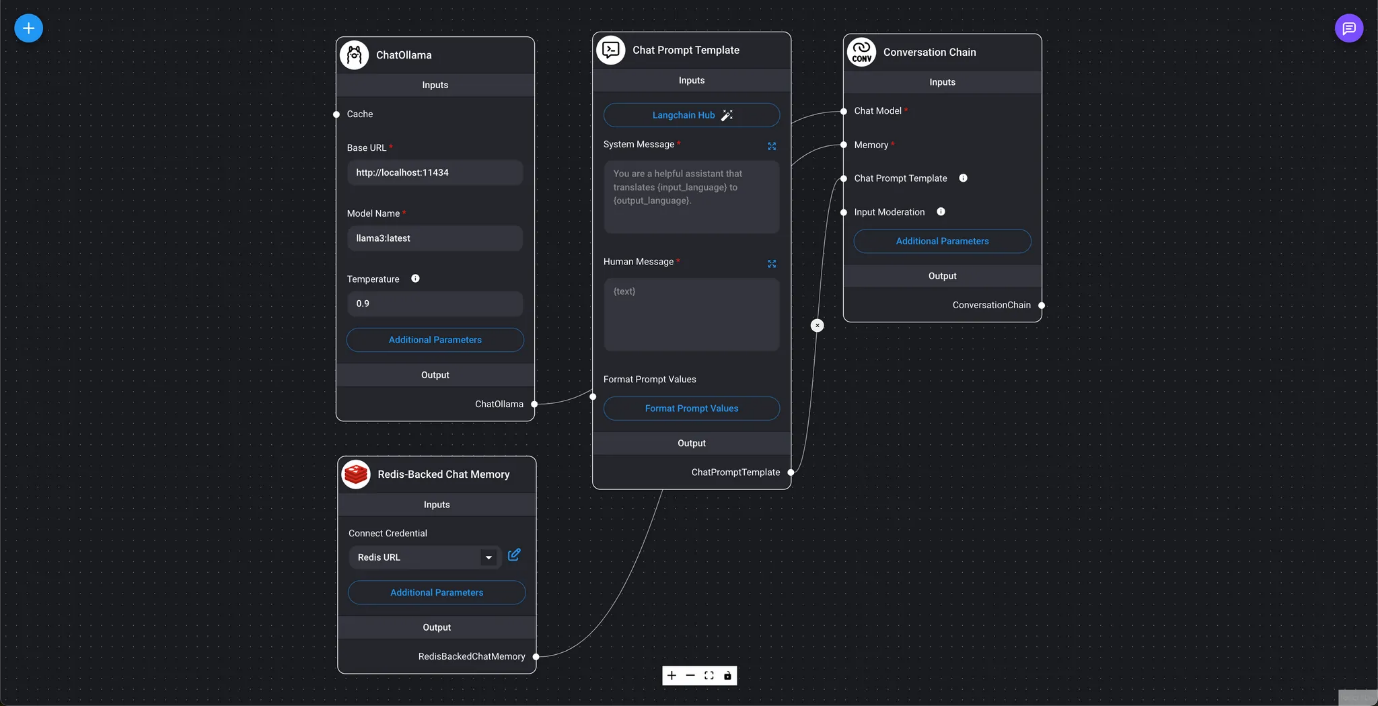 ChatOllama
Inputs
Cache
Base URL *
http://localhost:11434
Model Name *
llama3:latest
Temperature
0.9
Additional Parameters
Output
ChatOllama
Redis-Backed Chat Memory
Inputs
Connect Credential
Redis URL
Additional Parameters
Output
RedisBackedChatMemory
Chat Prompt Template
Inputs
Langchain Hub
System Message *
You are a helpful assistant that
translates {input_language} to
{output_language}.
Human Message *
{text}
Format Prompt Values
Format Prompt Values
Output
ChatPromptTemplate
CONV
Conversation Chain
Inputs
Chat Model *
Memory *
Chat Prompt Template
Input Moderation
Additional Parameters
Output
ConversationChain